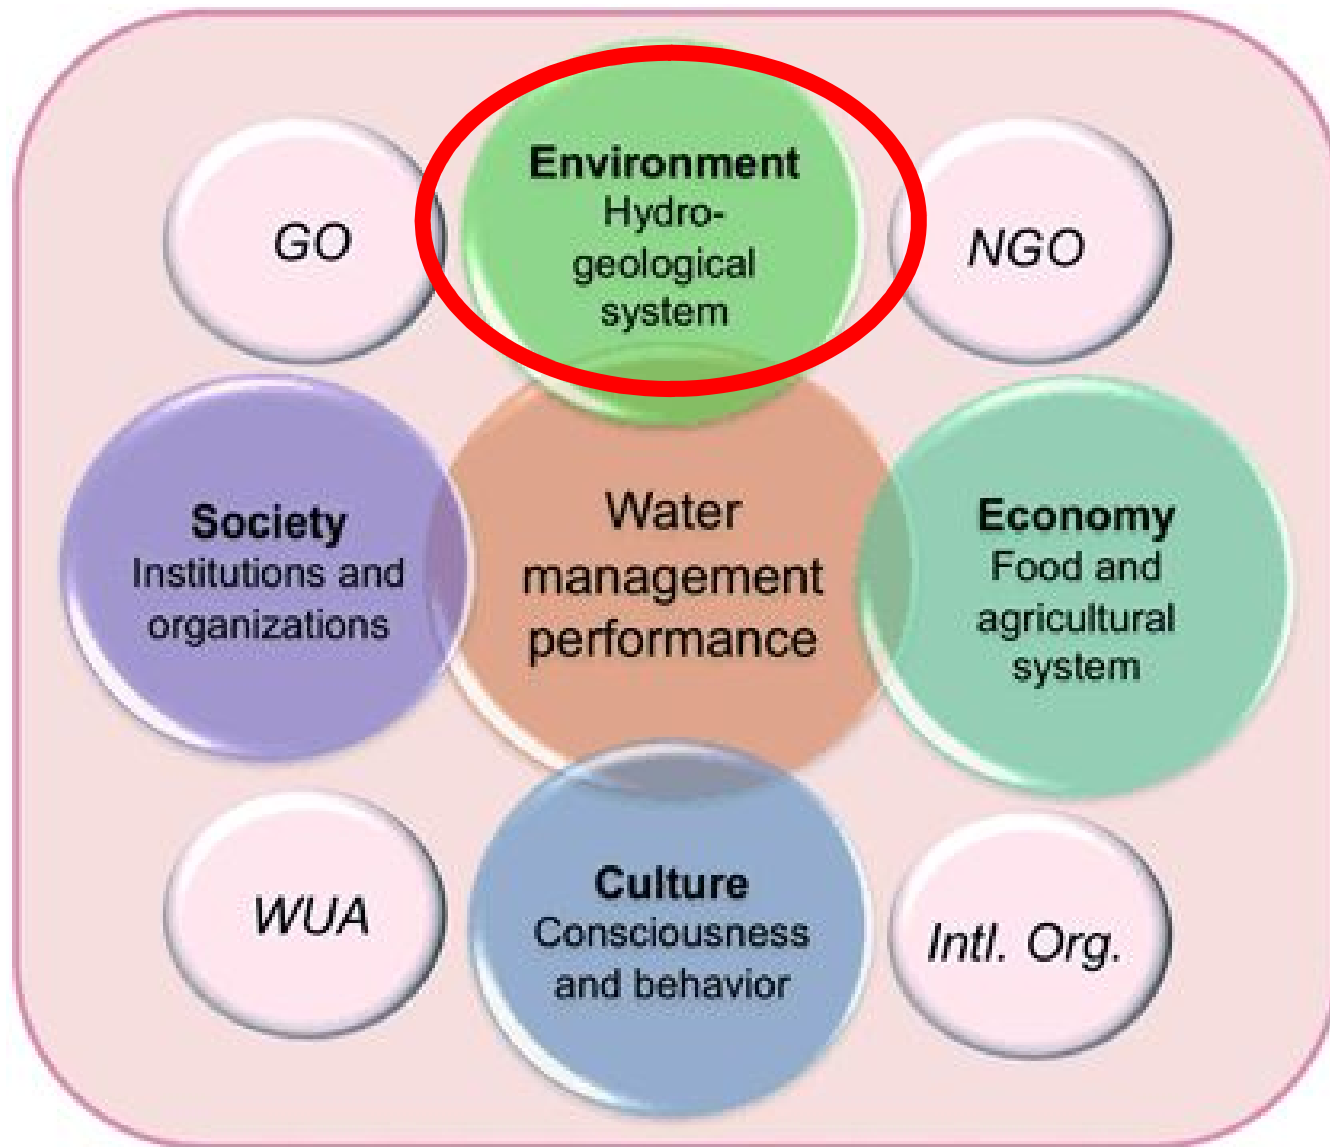 Environment
Hydro-
geological
system
GO
NGO
Society
Institutions and
organizations
Water
management
performance
Economy
Food and
agricultural
system
WUA
Culture
Consciousness
and behavior
Intl. Org.